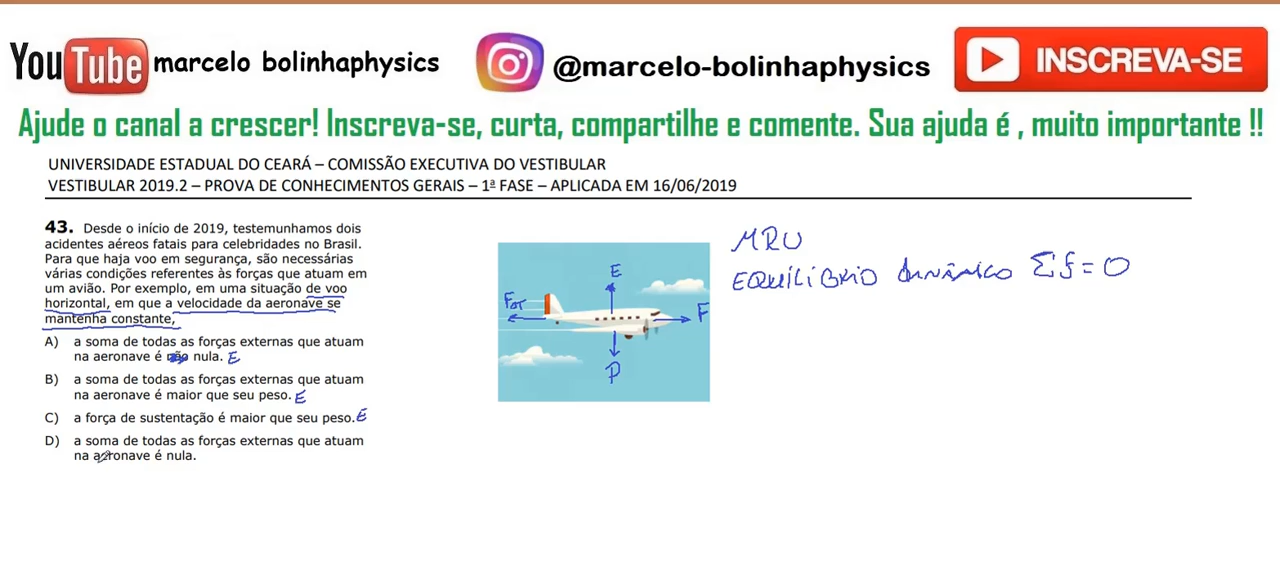 YouTube marcelo bolinhaphysics @marcelo-bolinhaphysics INSCREVA-SE
Ajude o canal a crescer! Inscreva-se, curta, compartilhe e comente. Sua ajuda é , muito importante !!
UNIVERSIDADE ESTADUAL DO CEARÁ – COMISSÃO EXECUTIVA DO VESTIBULAR
VESTIBULAR 2019.2 – PROVA DE CONHECIMENTOS GERAIS – 1ª FASE – APLICADA EM 16/06/2019
43. Desde o início de 2019, testemunhamos dois
acidentes aéreos fatais para celebridades no Brasil.
Para que haja voo em segurança, são necessárias
várias condições referentes às forças que atuam em
um avião. Por exemplo, em uma situação de voo
horizontal, em que a velocidade da aeronave se
mantenha constante,
A) a soma de todas as forças externas que atuam
na aeronave é não nula. E
B) a soma de todas as forças externas que atuam
na aeronave é maior que seu peso. E
C) a força de sustentação é maior que seu peso. E
D) a soma de todas as forças externas que atuam
na aeronave é nula.
E
F
P
MRU
EQUILÍBRIO DINÂMICO Σf=0